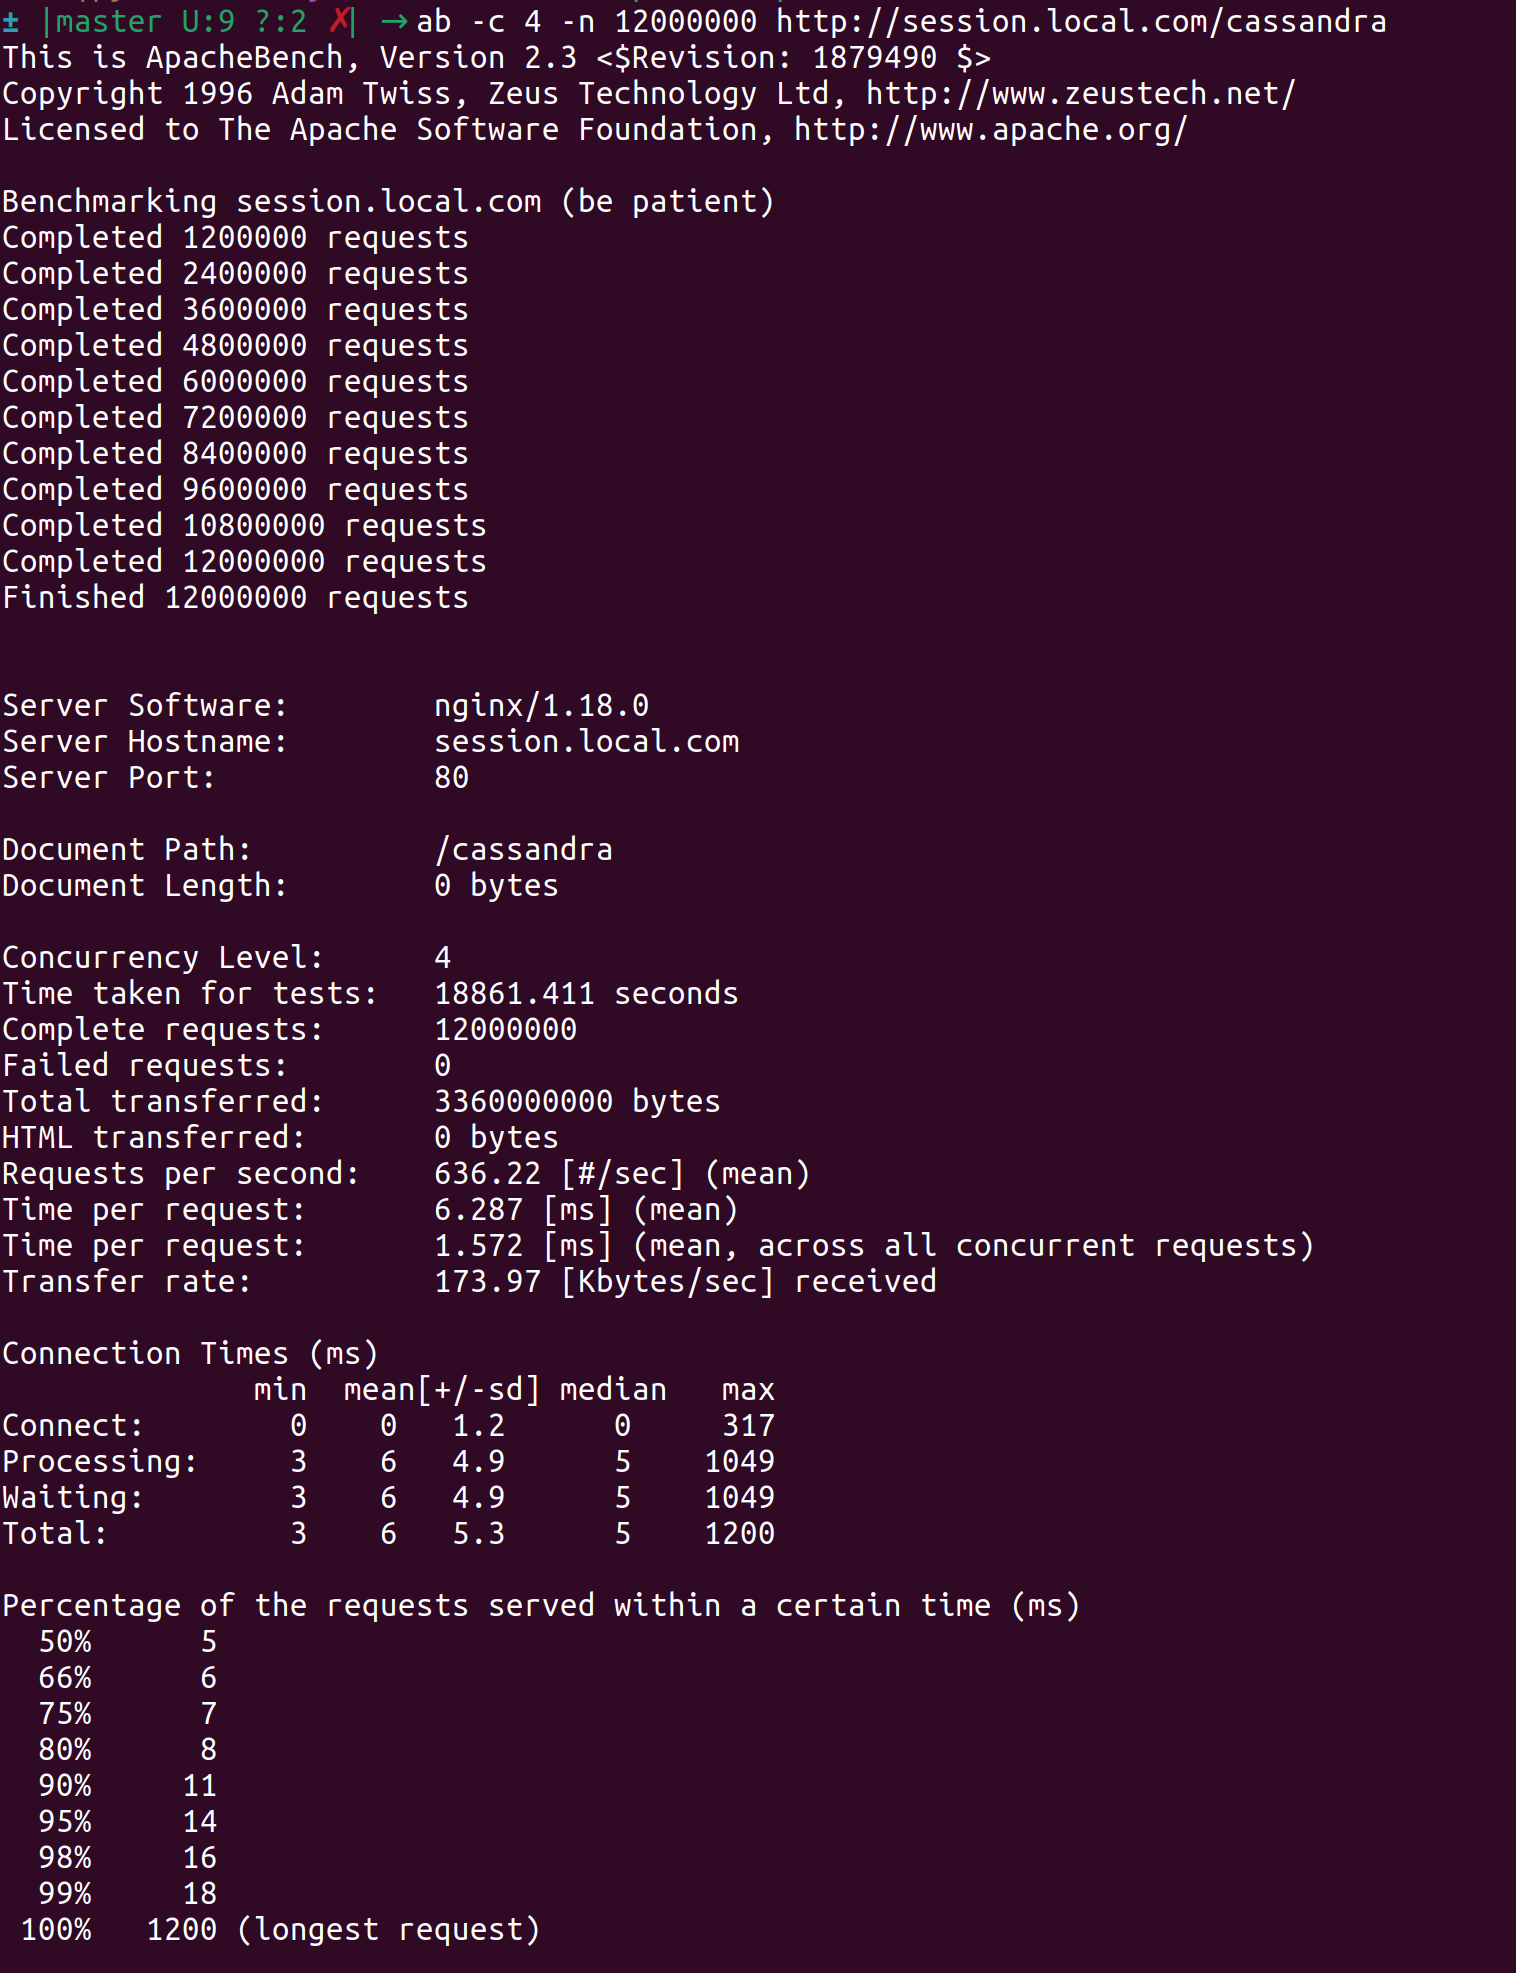 ± |master U:9 ?:2 ✗| → ab -c 4 -n 12000000 http://session.local.com/cassandra
This is ApacheBench, Version 2.3 <$Revision: 1879490 $>
Copyright 1996 Adam Twiss, Zeus Technology Ltd, http://www.zeustech.net/
Licensed to The Apache Software Foundation, http://www.apache.org/

Benchmarking session.local.com (be patient)
Completed 1200000 requests
Completed 2400000 requests
Completed 3600000 requests
Completed 4800000 requests
Completed 6000000 requests
Completed 7200000 requests
Completed 8400000 requests
Completed 9600000 requests
Completed 10800000 requests
Completed 12000000 requests
Finished 12000000 requests


Server Software:        nginx/1.18.0
Server Hostname:        session.local.com
Server Port:            80

Document Path:          /cassandra
Document Length:        0 bytes

Concurrency Level:      4
Time taken for tests:   18861.411 seconds
Complete requests:      12000000
Failed requests:        0
Total transferred:      3360000000 bytes
HTML transferred:       0 bytes
Requests per second:    636.22 [#/sec] (mean)
Time per request:       6.287 [ms] (mean)
Time per request:       1.572 [ms] (mean, across all concurrent requests)
Transfer rate:          173.97 [Kbytes/sec] received

Connection Times (ms)
              min  mean[+/-sd] median   max
Connect:        0    0   1.2      0     317
Processing:     3    6   4.9      5    1049
Waiting:        3    6   4.9      5    1049
Total:          3    6   5.3      5    1200

Percentage of the requests served within a certain time (ms)
  50%      5
  66%      6
  75%      7
  80%      8
  90%     11
  95%     14
  98%     16
  99%     18
 100%   1200 (longest request)